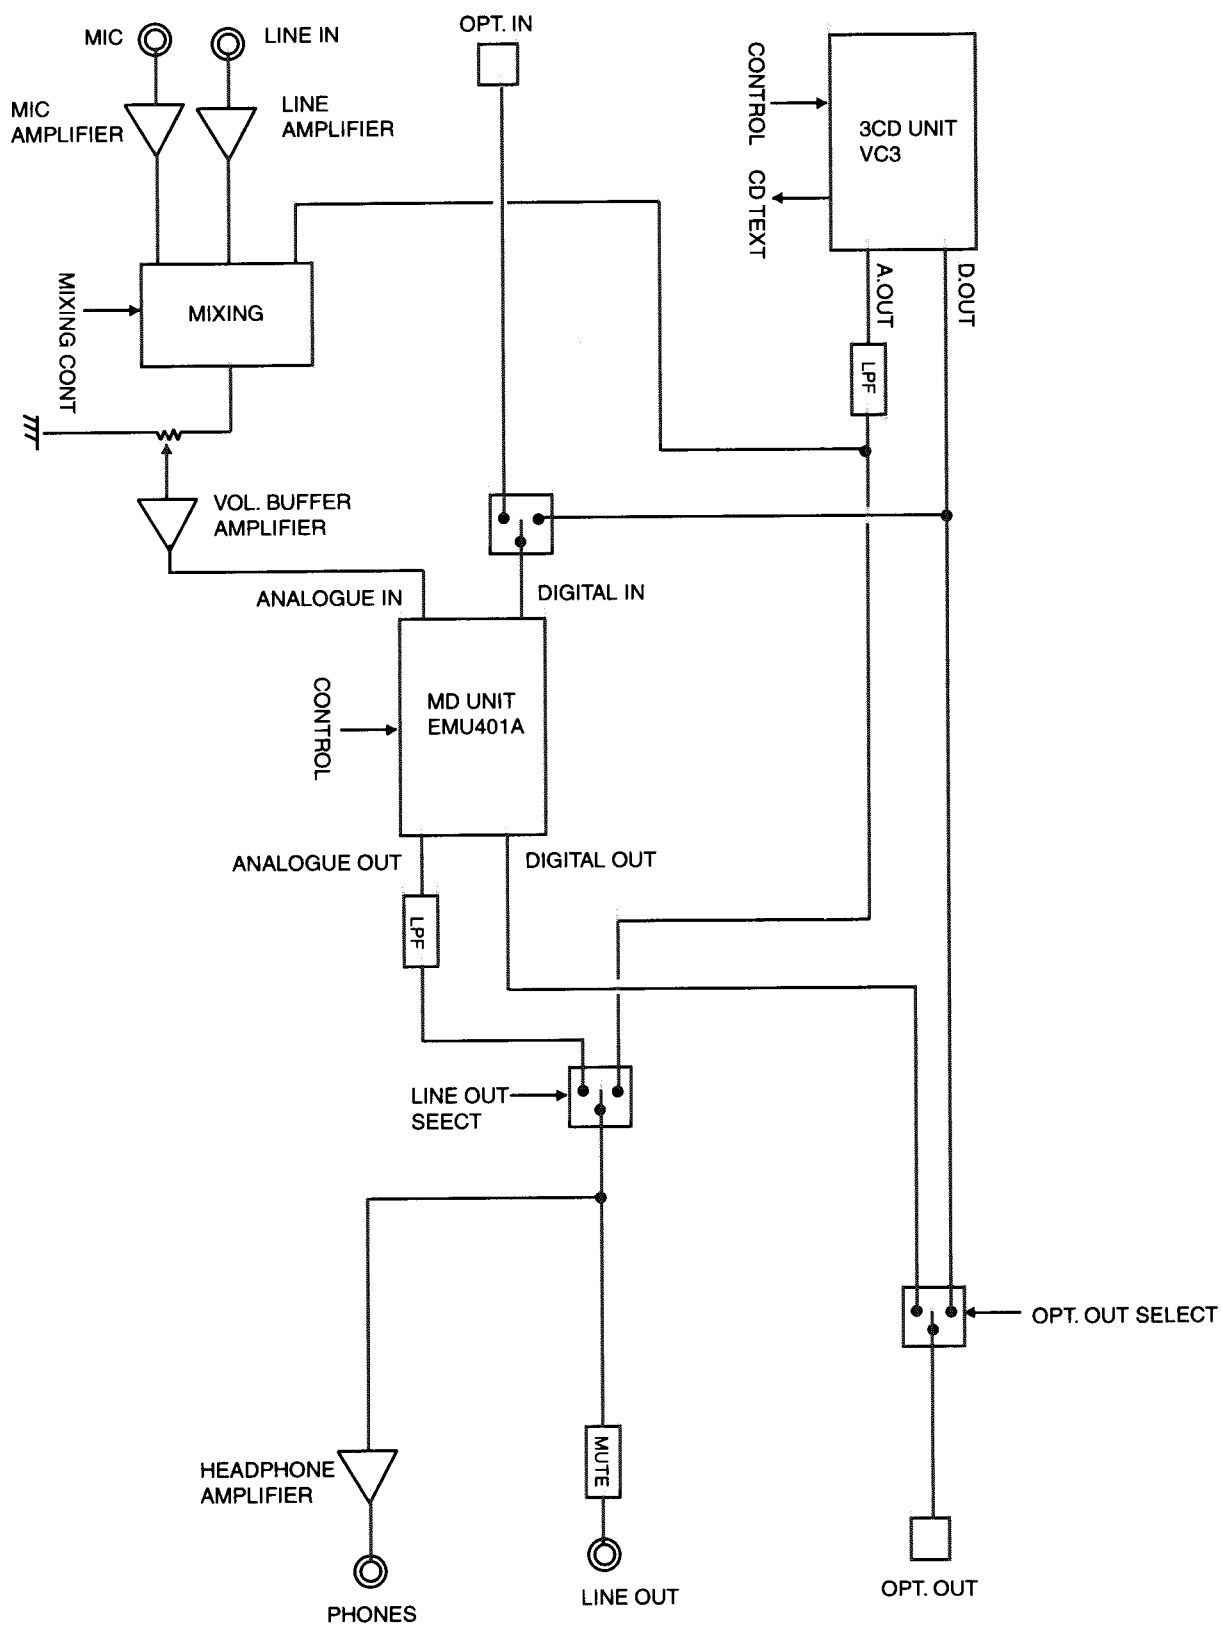 MIC
LINE IN
OPT. IN
MIC
AMPLIFIER
LINE
AMPLIFIER
CONTROL
3CD UNIT
VC3
CD TEXT
A.OUT
D.OUT
MIXING CONT
MIXING
LPF
VOL. BUFFER
AMPLIFIER
ANALOGUE IN
DIGITAL IN
CONTROL
MD UNIT
EMU401A
ANALOGUE OUT
DIGITAL OUT
LPF
LINE OUT
SEECT
OPT. OUT SELECT
HEADPHONE
AMPLIFIER
MUTE
PHONES
LINE OUT
OPT. OUT